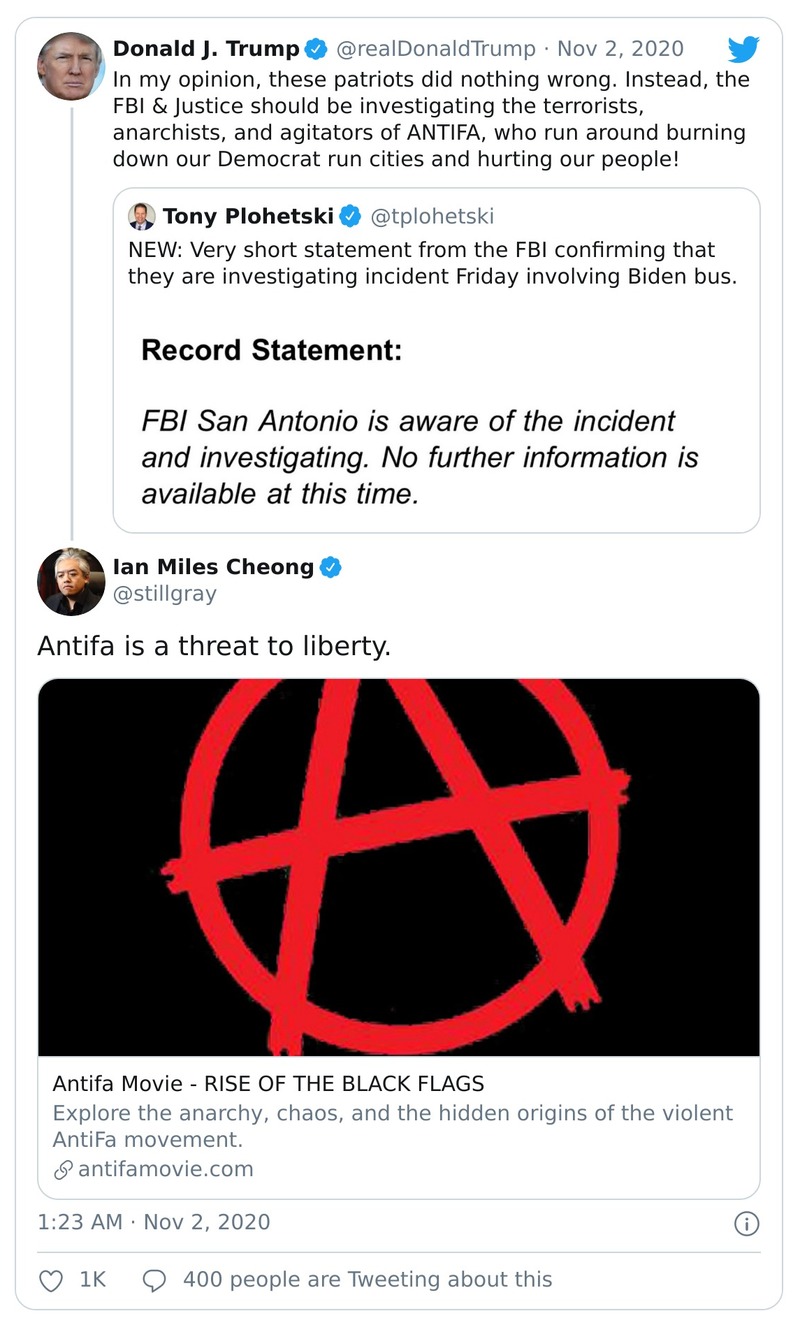 Donald J. Trump @realDonaldTrump · Nov 2, 2020
In my opinion, these patriots did nothing wrong. Instead, the
FBI & Justice should be investigating the terrorists,
anarchists, and agitators of ANTIFA, who run around burning
down our Democrat run cities and hurting our people!
Tony Plohetski @tplohetski
NEW: Very short statement from the FBI confirming that
they are investigating incident Friday involving Biden bus.
Record Statement:
FBI San Antonio is aware of the incident
and investigating. No further information is
available at this time.
Ian Miles Cheong
@stillgray
Antifa is a threat to liberty.
Antifa Movie - RISE OF THE BLACK FLAGS
Explore the anarchy, chaos, and the hidden origins of the violent
AntiFa movement.
antifamovie.com
1:23 AM · Nov 2, 2020
1K 400 people are Tweeting about this